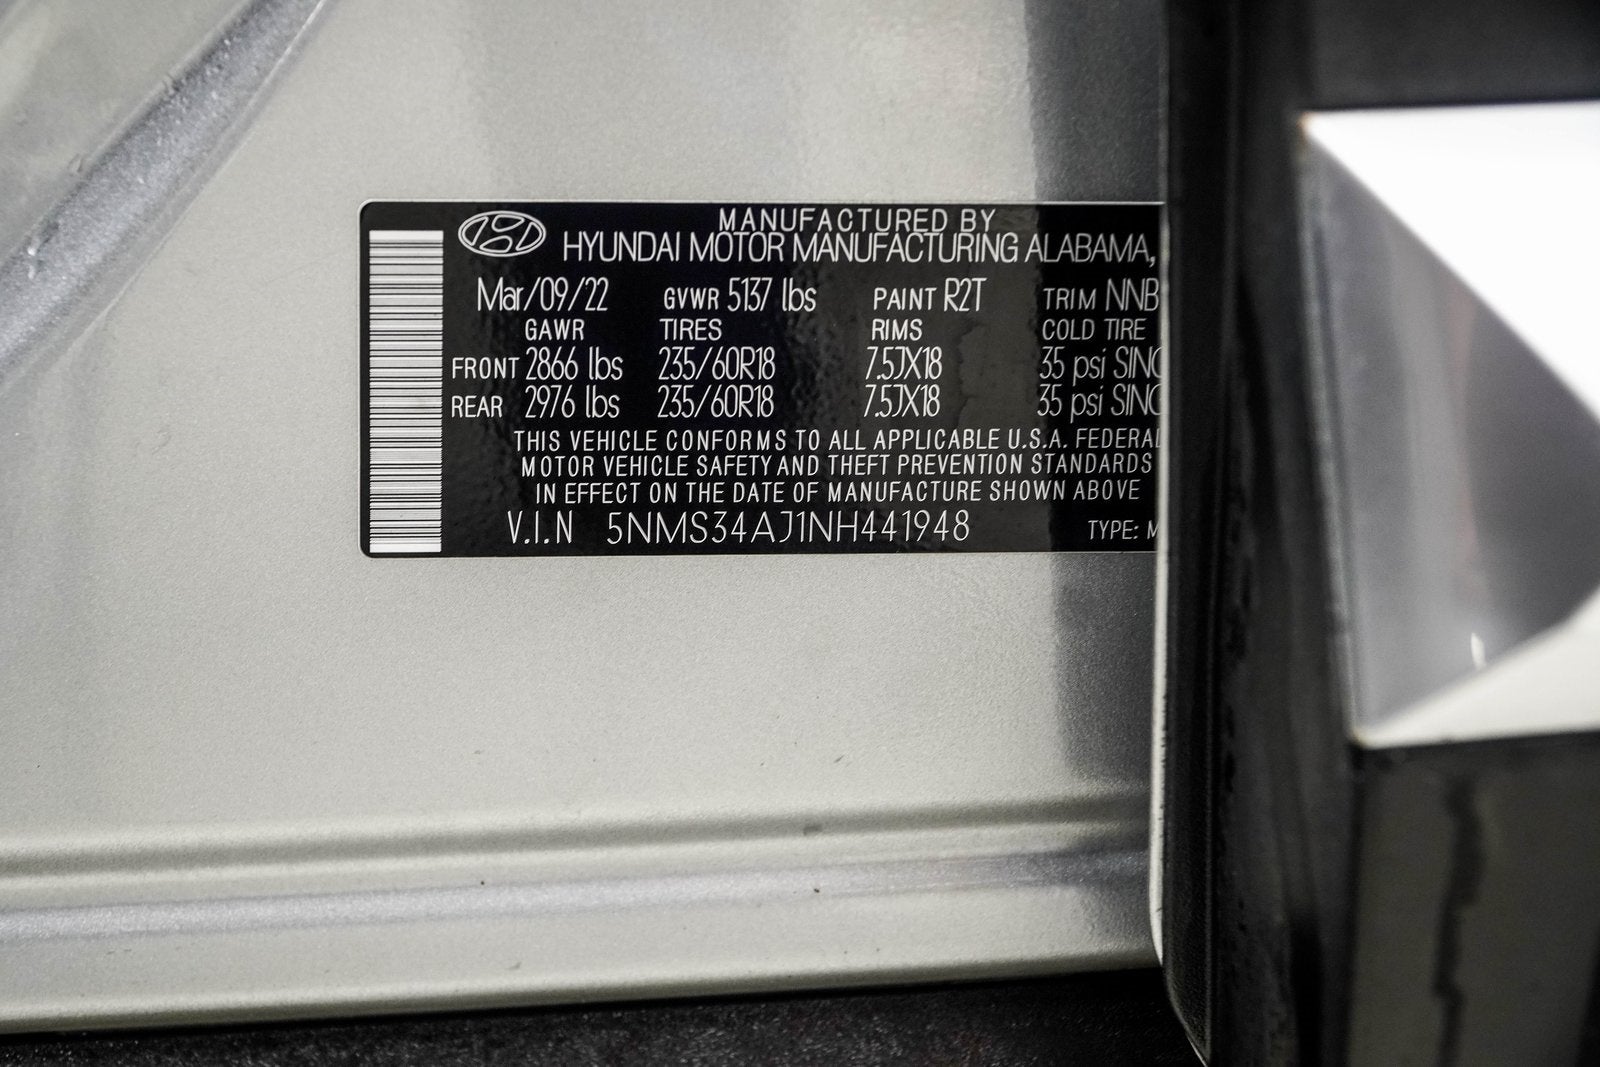 MANUFACTURED BY
HYUNDAI MOTOR MANUFACTURING ALABAMA,
Mar/09/22 GVWR 5137 lbs PAINT R2T TRIM NNB
GAWR TIRES RIMS COLD TIRE
FRONT 2866 lbs 235/60R18 7.5JX18 35 psi
REAR 2976 lbs 235/60R18 7.5JX18 35 psi
THIS VEHICLE CONFORMS TO ALL APPLICABLE U.S.A. FEDERAL
MOTOR VEHICLE SAFETY AND THEFT PREVENTION STANDARDS
IN EFFECT ON THE DATE OF MANUFACTURE SHOWN ABOVE
V.I.N 5NMS34AJ1NH441948 TYPE: